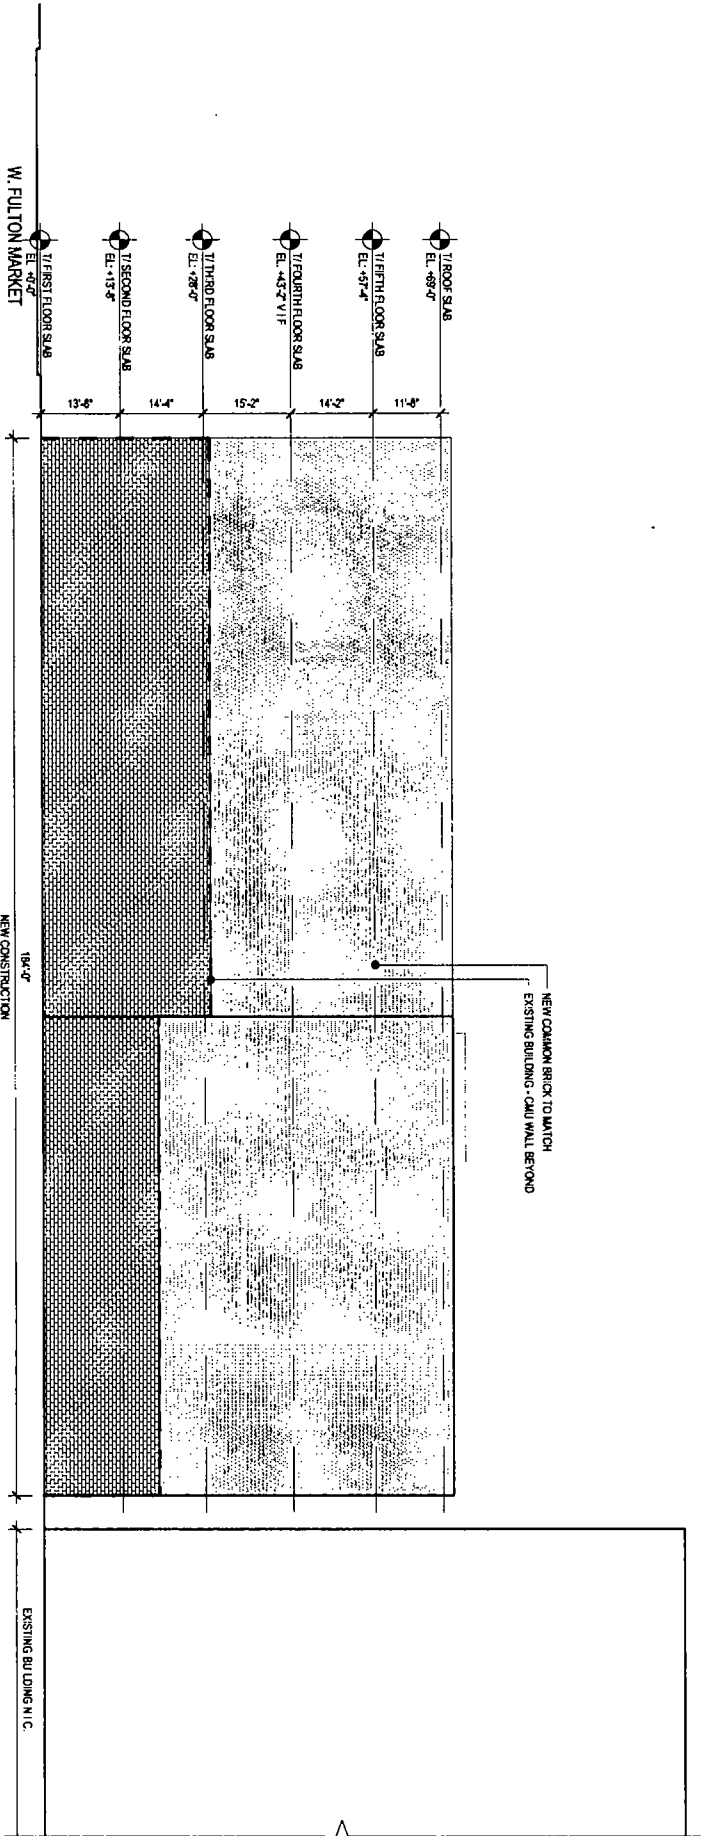 T/ ROOF SLAB
EL: +69'-0"
T/ FIFTH FLOOR SLAB
EL: +57'-4"
T/ FOURTH FLOOR SLAB
EL: +43'-2" V I F
T/ THIRD FLOOR SLAB
EL: +28'-0"
T/ SECOND FLOOR SLAB
EL: +13'-8"
T/ FIRST FLOOR SLAB
EL: +0'-0"
W. FULTON MARKET
11'-8"
14'-2"
15'-2"
14'-4"
13'-8"
NEW COMMON BRICK TO MATCH
EXISTING BUILDING - CMU WALL BEYOND
NEW CONSTRUCTION
EXISTING BUILDING N.I.C.